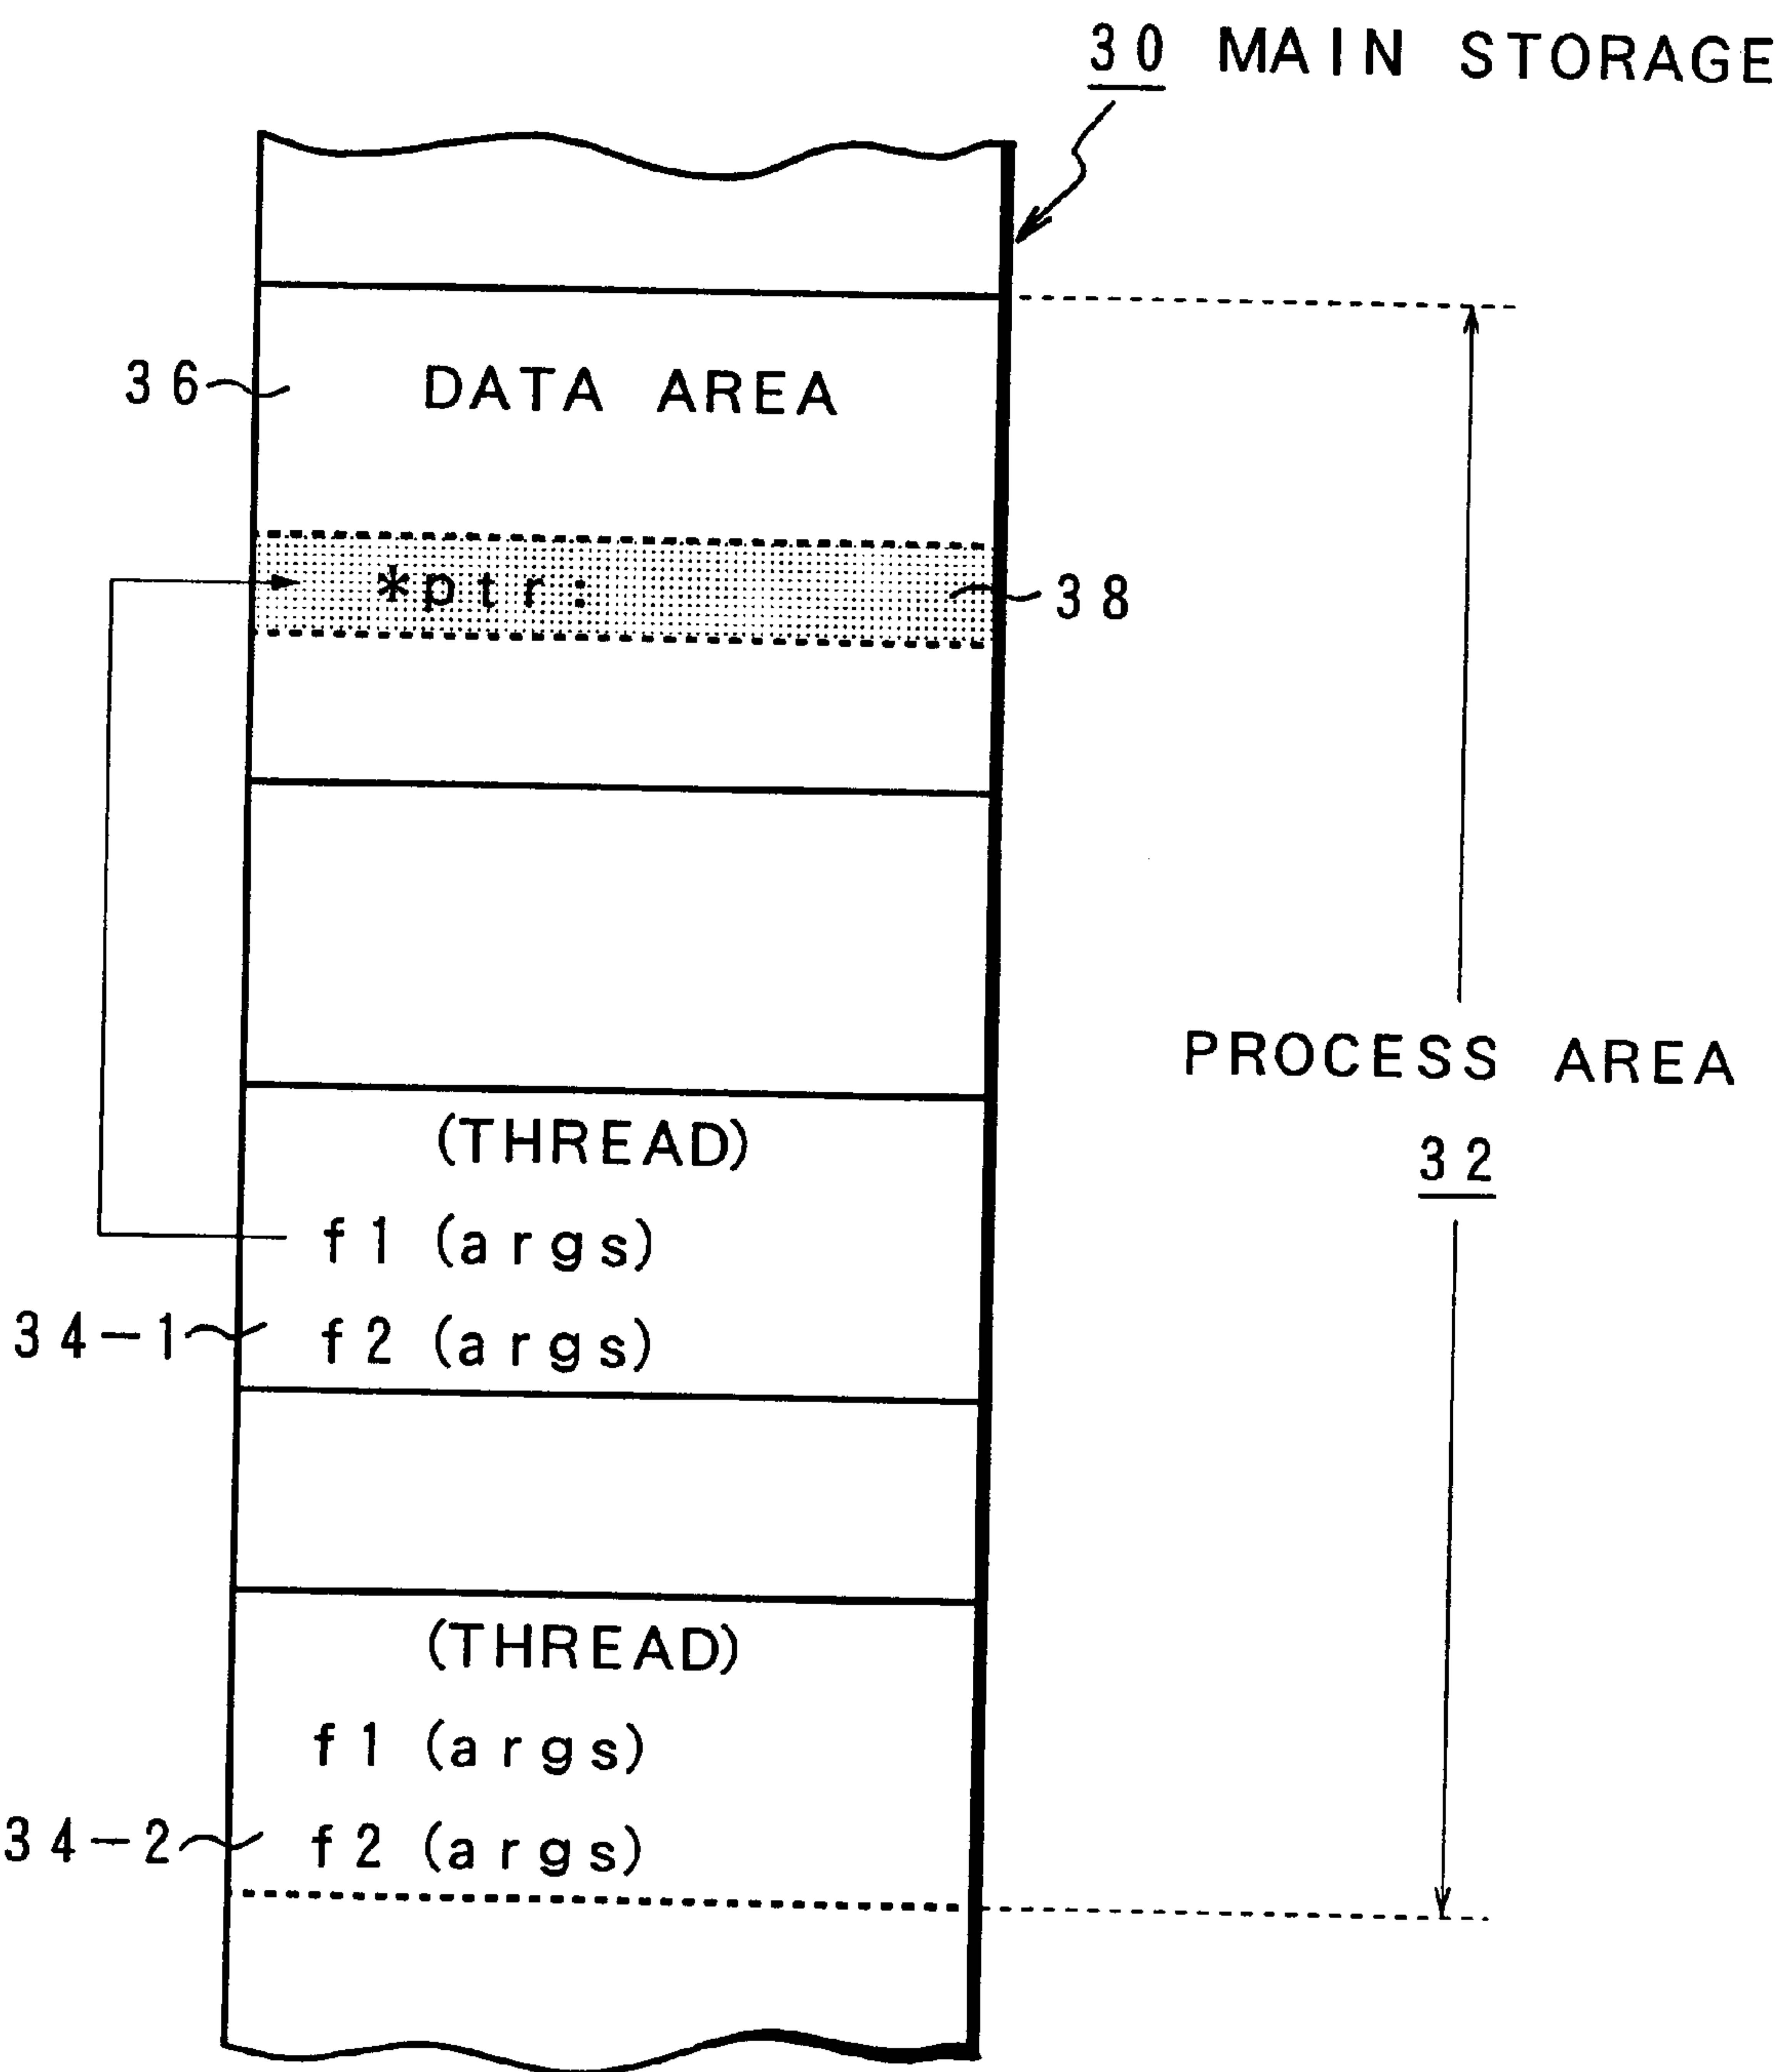 30 MAIN STORAGE
36 DATA AREA
*ptr: 38
PROCESS AREA
32
(THREAD)
f1 (args)
34-1 f2 (args)
(THREAD)
f1 (args)
34-2 f2 (args)